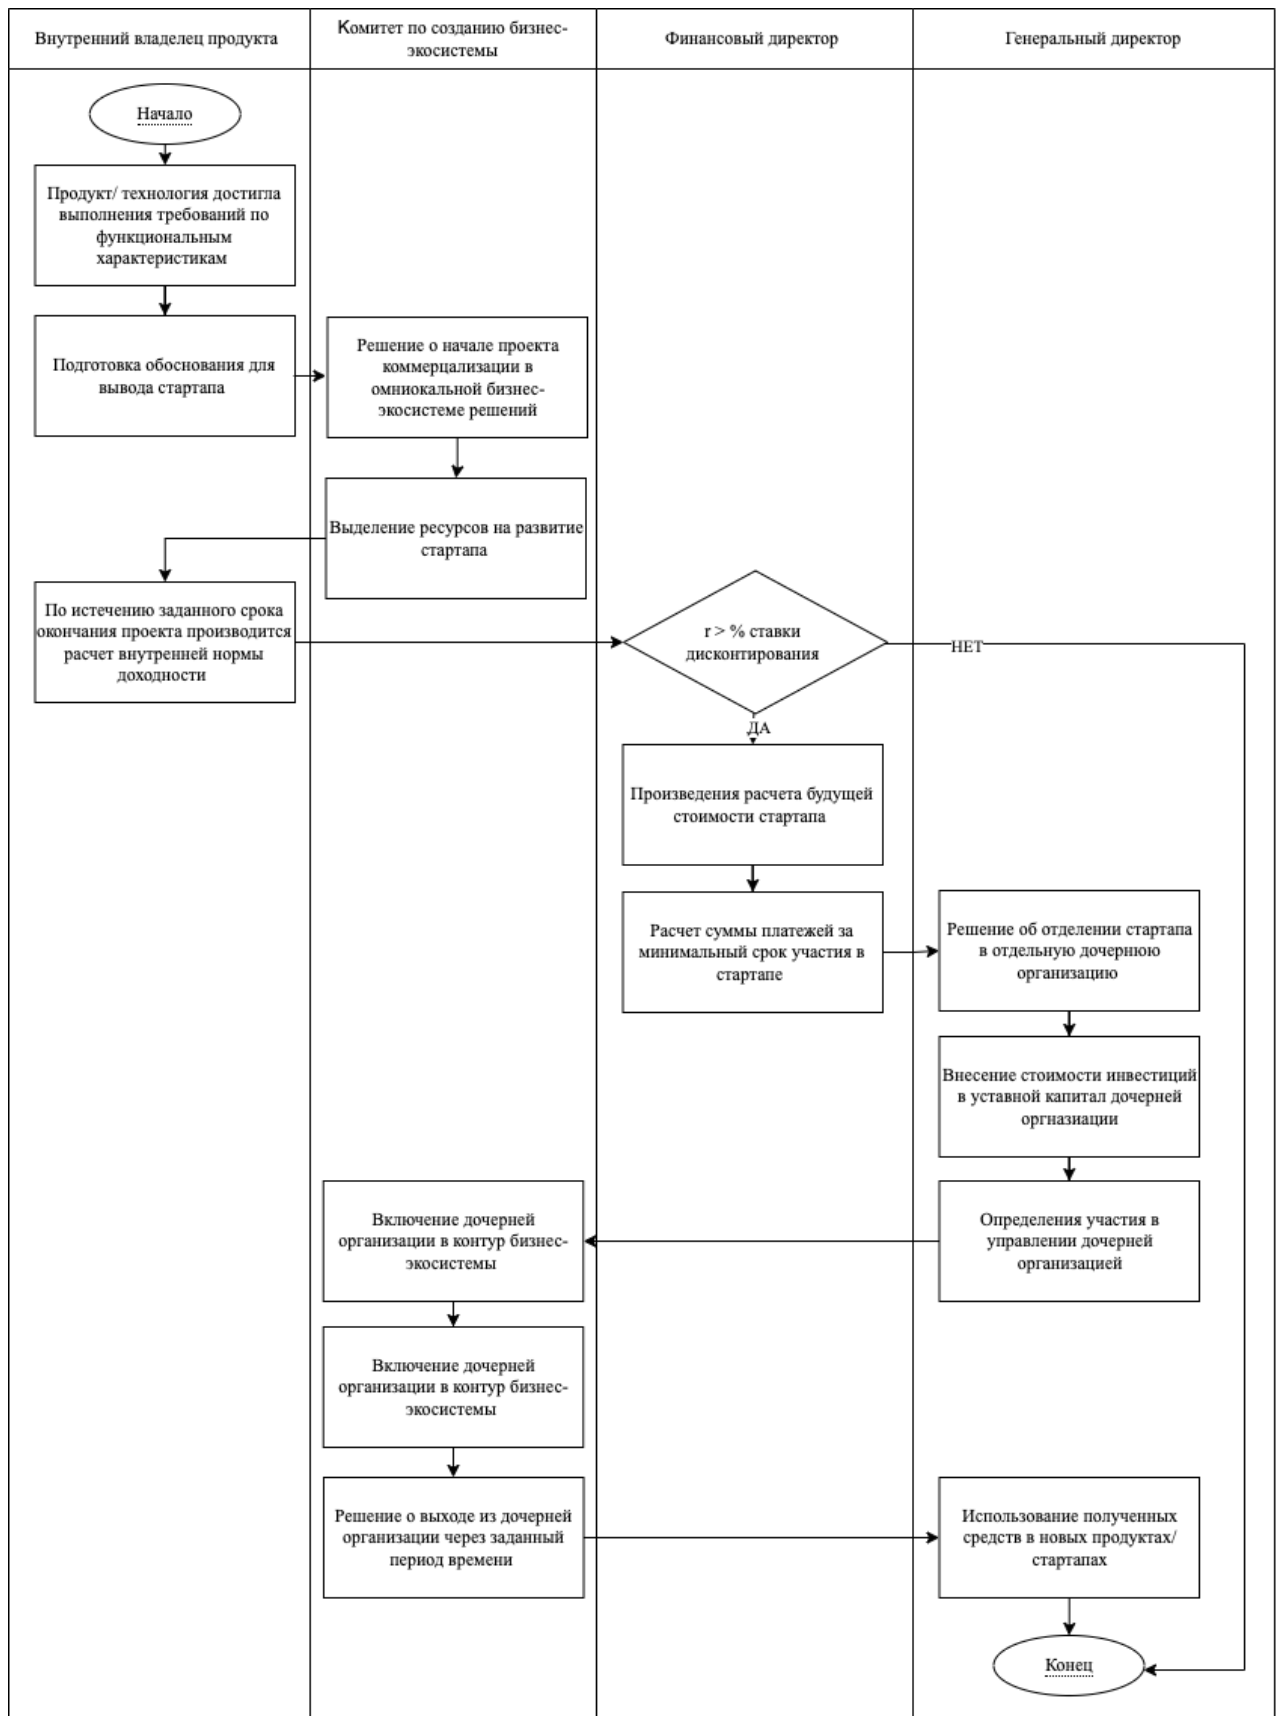 Внутренний владелец продукта
Комитет по созданию бизнес-
экосистемы
Финансовый директор
Генеральный директор
Начало
Продукт/ технология достигла
выполнения требований по
функциональным
характеристикам
Подготовка обоснования для
вывода стартапа
Решение о начале проекта
коммерцализации в
омниокальной бизнес-
экосистеме решений
Выделение ресурсов на развитие
стартапа
По истечению заданного срока
окончания проекта производится
расчет внутренней нормы
доходности
r > % ставки
дисконтирования
НЕТ
ДА
Произведения расчета будущей
стоимости стартапа
Расчет суммы платежей за
минимальный срок участия в
стартапе
Решение об отделении стартапа
в отдельную дочернюю
организацию
Внесение стоимости инвестиций
в уставной капитал дочерней
оргназиации
Определения участия в
управлении дочерней
организацией
Включение дочерней
организации в контур бизнес-
экосистемы
Включение дочерней
организации в контур бизнес-
экосистемы
Решение о выходе из дочерней
организации через заданный
период времени
Использование полученных
средств в новых продуктах/
стартапах
Конец